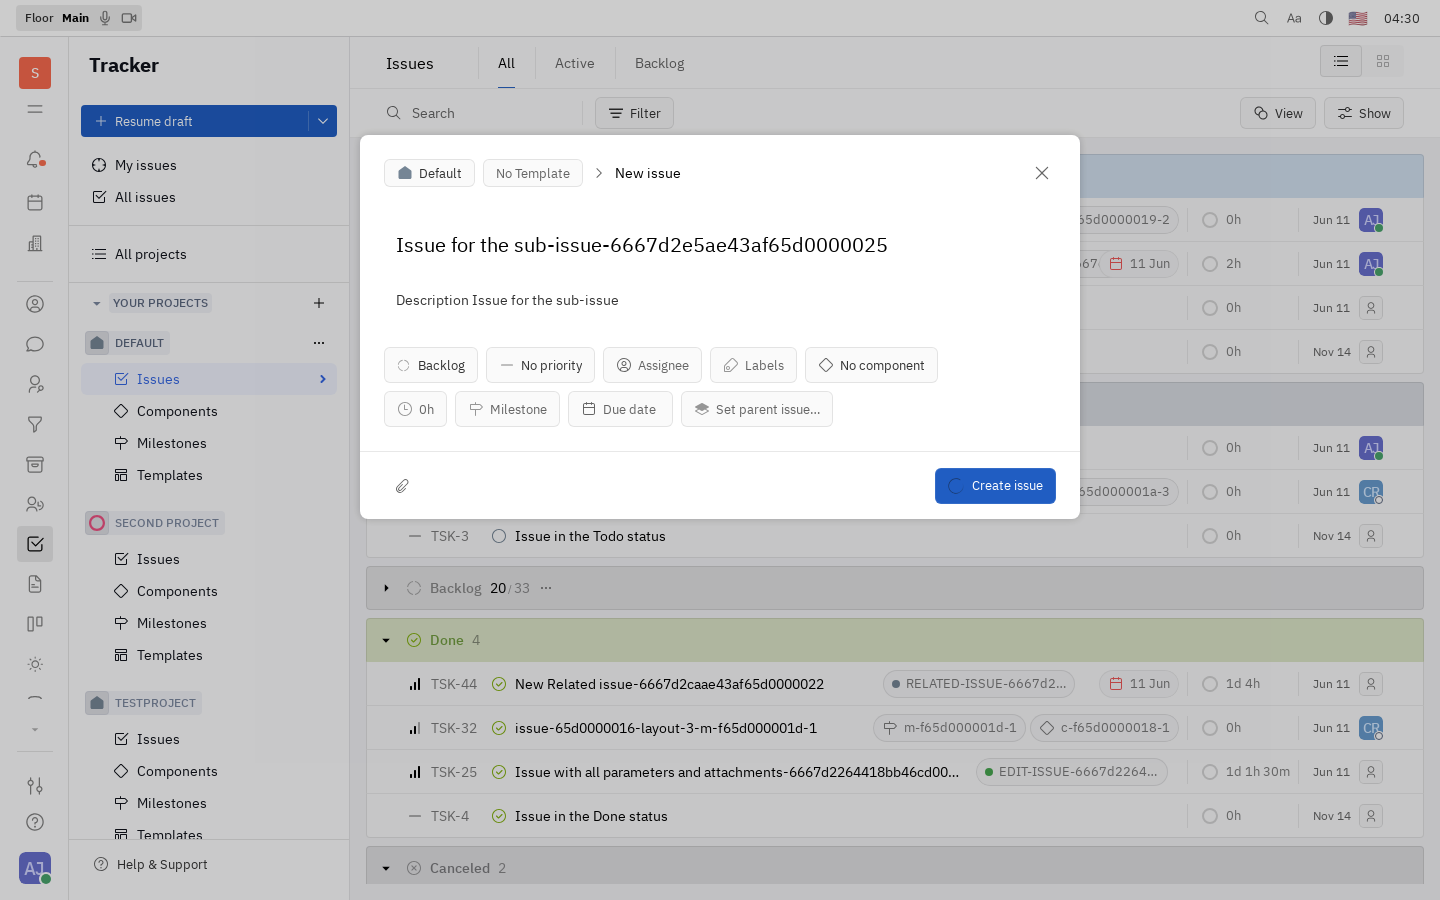 Floor Main
Aa
04:30
S
Tracker
Resume draft
My issues
All issues
All projects
YOUR PROJECTS
DEFAULT
Issues
Components
Milestones
Templates
SECOND PROJECT
Issues
Components
Milestones
Templates
TESTPROJECT
Issues
Components
Milestones
Templates
Help & Support
AJ
Issues
All
Active
Backlog
Search
Filter
View
Show
Default
No Template
New issue
Issue for the sub-issue-6667d2e5ae43af65d0000025
Description Issue for the sub-issue
Backlog
No priority
Assignee
Labels
No component
0h
Milestone
Due date
Set parent issue...
Create issue
f65d0000019-2 0h Jun 11 AJ
667 11 Jun 2h Jun 11 AJ
0h Jun 11
0h Nov 14
0h Jun 11 AJ
65d000001a-3 0h Jun 11 CR
TSK-3 Issue in the Todo status 0h Nov 14
Backlog 20/33
Done 4
TSK-44 New Related issue-6667d2caae43af65d0000022 RELATED-ISSUE-6667d2... 11 Jun 1d 4h Jun 11
TSK-32 issue-65d0000016-layout-3-m-f65d000001d-1 m-f65d000001d-1 c-f65d0000018-1 0h Jun 11 CR
TSK-25 Issue with all parameters and attachments-6667d2264418bb46cd00... EDIT-ISSUE-6667d2264... 1d 1h 30m Jun 11
TSK-4 Issue in the Done status 0h Nov 14
Canceled 2